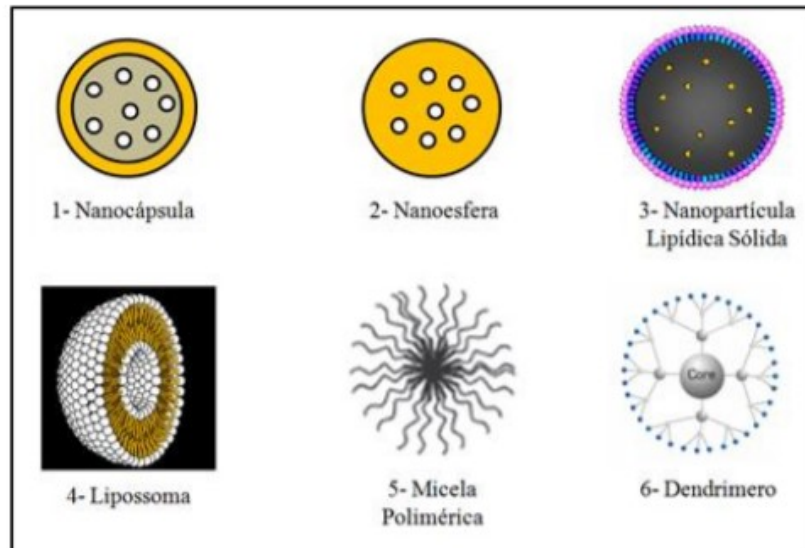 1- Nanocápsula
2- Nanoesfera
3- Nanopartícula
Lipídica Sólida
4- Lipossoma
5- Micela
Polimérica
Core
6- Dendrimero